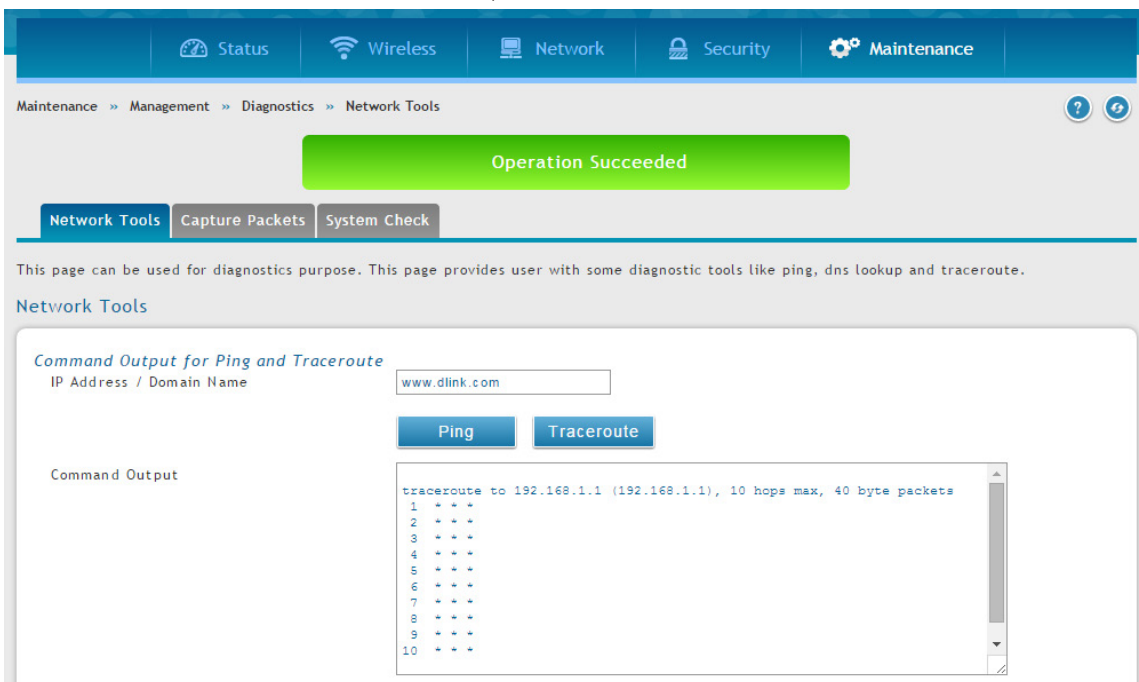 Status Wireless Network Security Maintenance
Maintenance » Management » Diagnostics » Network Tools
?
Operation Succeeded
Network Tools Capture Packets System Check
This page can be used for diagnostics purpose. This page provides user with some diagnostic tools like ping, dns lookup and traceroute.
Network Tools
Command Output for Ping and Traceroute
IP Address / Domain Name www.dlink.com
Ping Traceroute
Command Output
traceroute to 192.168.1.1 (192.168.1.1), 10 hops max, 40 byte packets
1 * * *
2 * * *
3 * * *
4 * * *
5 * * *
6 * * *
7 * * *
8 * * *
9 * * *
10 * * *